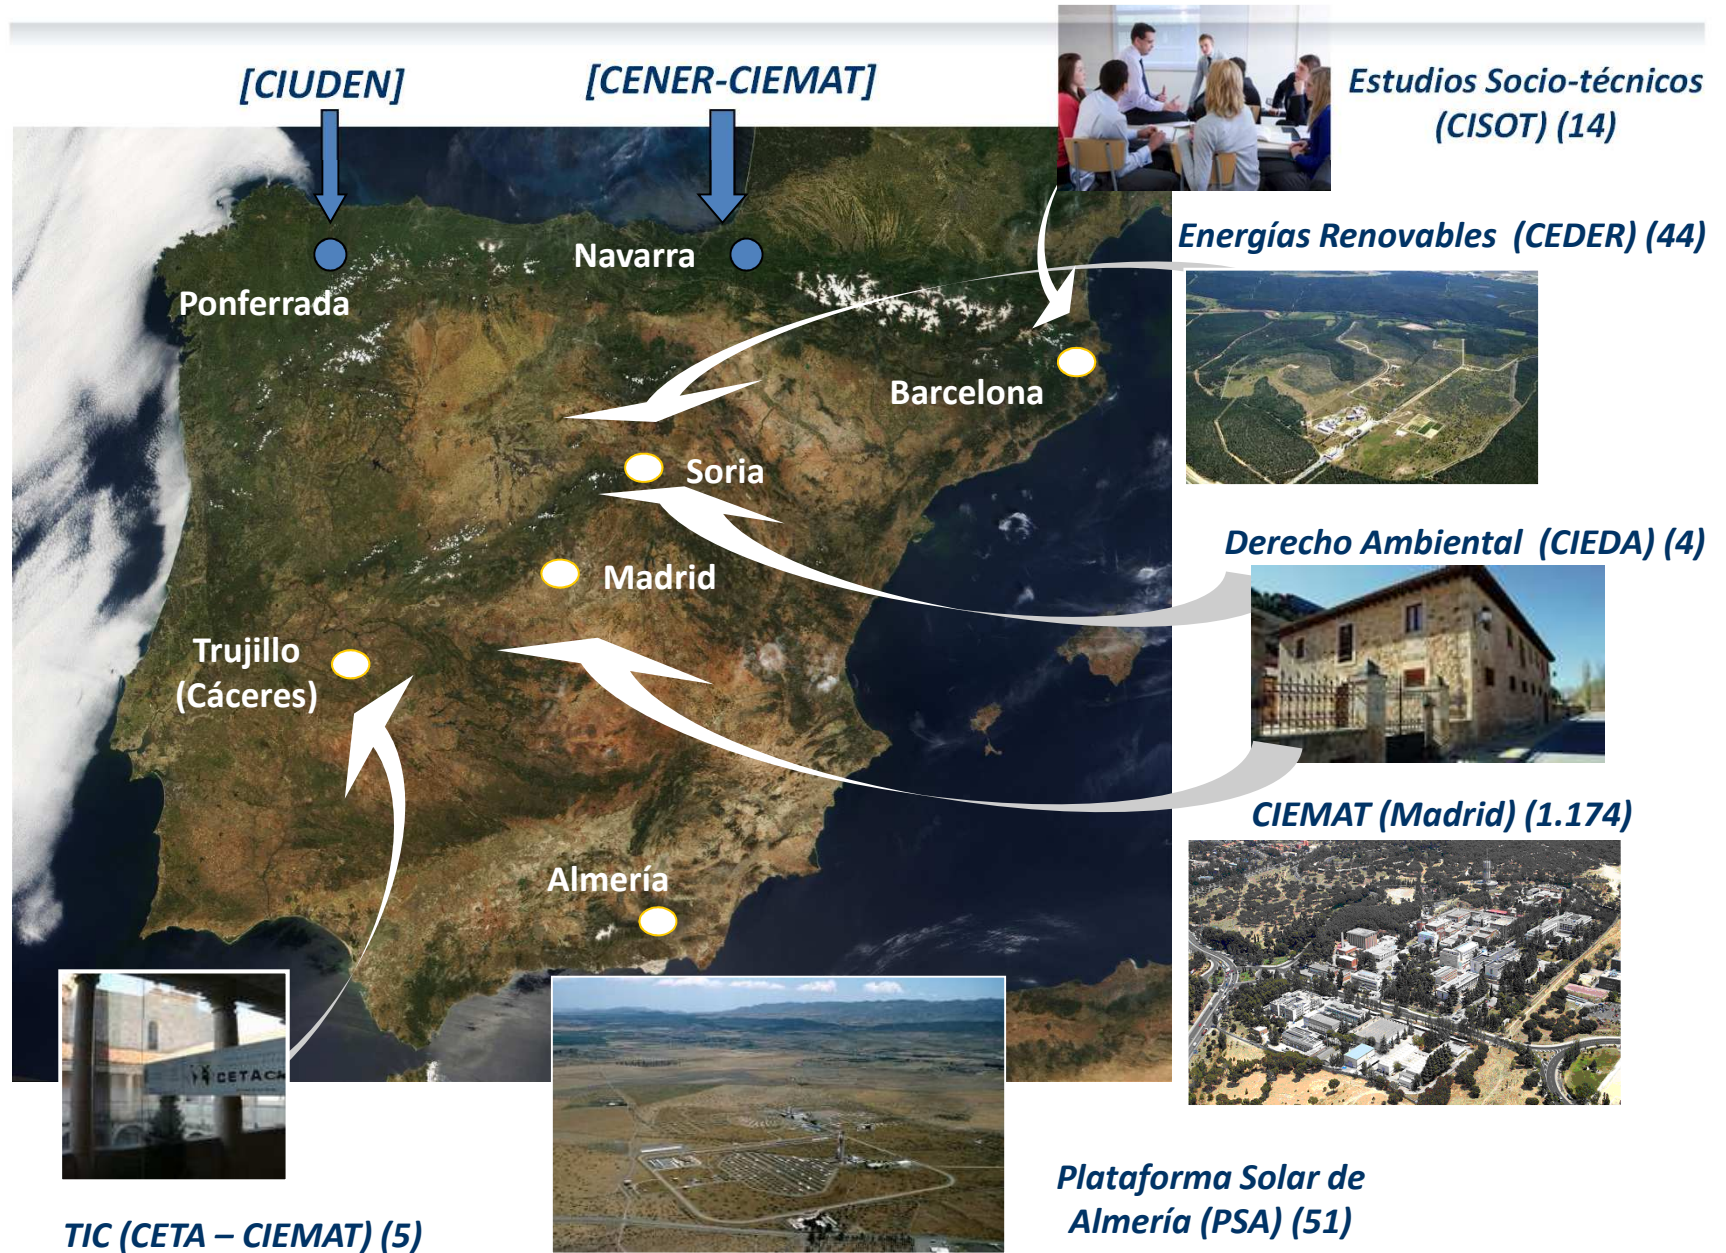 [CIUDEN]
[CENER-CIEMAT]
Estudios Socio-técnicos
(CISOT) (14)
Energías Renovables (CEDER) (44)
Navarra
Ponferrada
Barcelona
Soria
Derecho Ambiental (CIEDA) (4)
Madrid
Trujillo
(Cáceres)
CIEMAT (Madrid) (1.174)
Almería
CETACI
Plataforma Solar de
Almería (PSA) (51)
TIC (CETA – CIEMAT) (5)